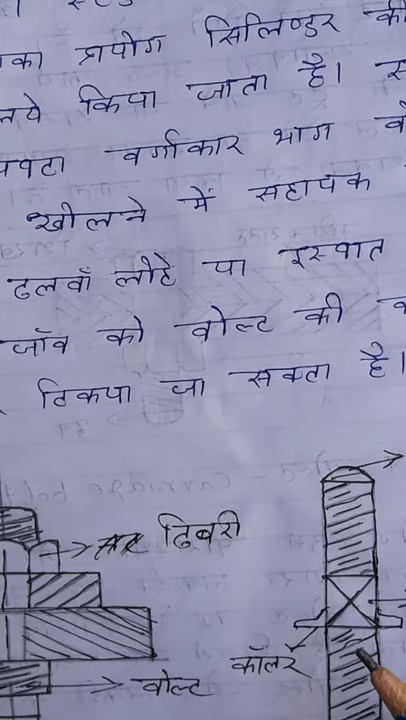 का प्रयोग सिलिण्डर की
लिये किया जाता है।
चपटा वर्गाकार भाग
खोलने में सहायक
ढलवाँ लोहे या इस्पात
जॉब को वोल्ट की
टिकया जा सकता है।
ढिबरी
कॉलर
वोल्ट